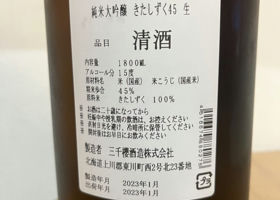 純米大吟醸 きたしずく45 生
品目 清酒
内容量 1800ML
アルコール分 15度
原材料名 米(国産) 米こうじ(国産米)
精米歩合 45%
きたしずく 100%
お酒は二十歳になってから
製造者 三千櫻酒造株式会社
北海道上川郡東川町西2号北23番地
製造年月 2023年1月
出荷年月 2023年1月